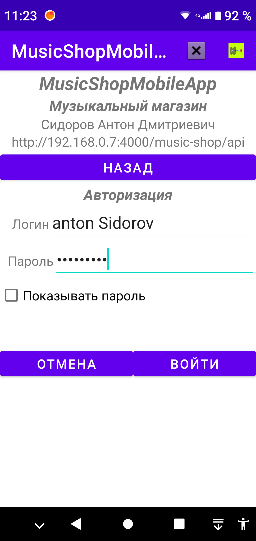 11:23 92 %
MusicShopMobil...
MusicShopMobileApp
Музыкальный магазин
Сидоров Антон Дмитриевич
http://192.168.0.7:4000/music-shop/api
НАЗАД
Авторизация
Логин anton Sidorov
Пароль •••••••••
Показывать пароль
ОТМЕНА ВОЙТИ